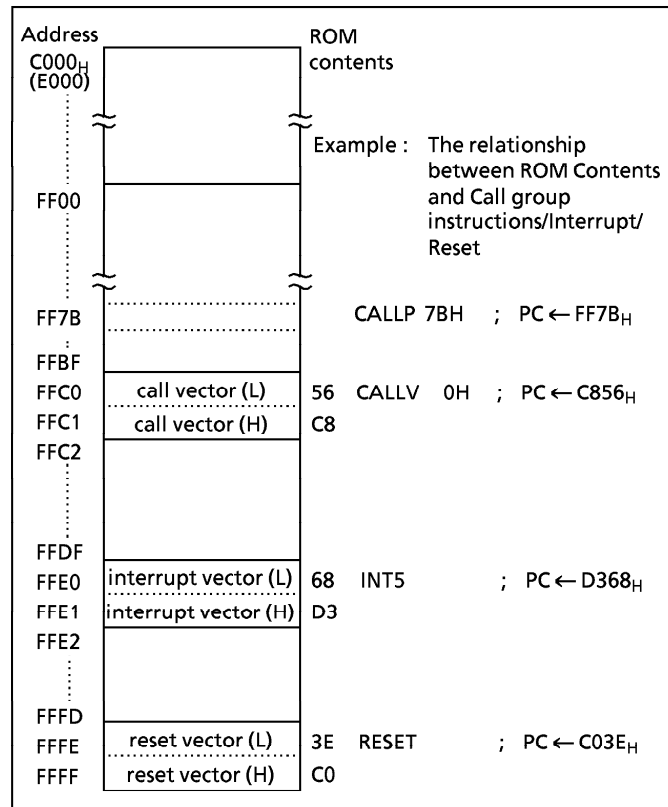 Address ROM
C000H contents
(E000)
Example : The relationship
between ROM Contents
and Call group
instructions/Interrupt/
Reset
FF00
FF7B CALLP 7BH ; PC ← FF7BH
FFBF
FFC0 call vector (L) 56 CALLV 0H ; PC ← C856H
FFC1 call vector (H) C8
FFC2
FFDF
FFE0 interrupt vector (L) 68 INT5 ; PC ← D368H
FFE1 interrupt vector (H) D3
FFE2
FFFD
FFFE reset vector (L) 3E RESET ; PC ← C03EH
FFFF reset vector (H) C0